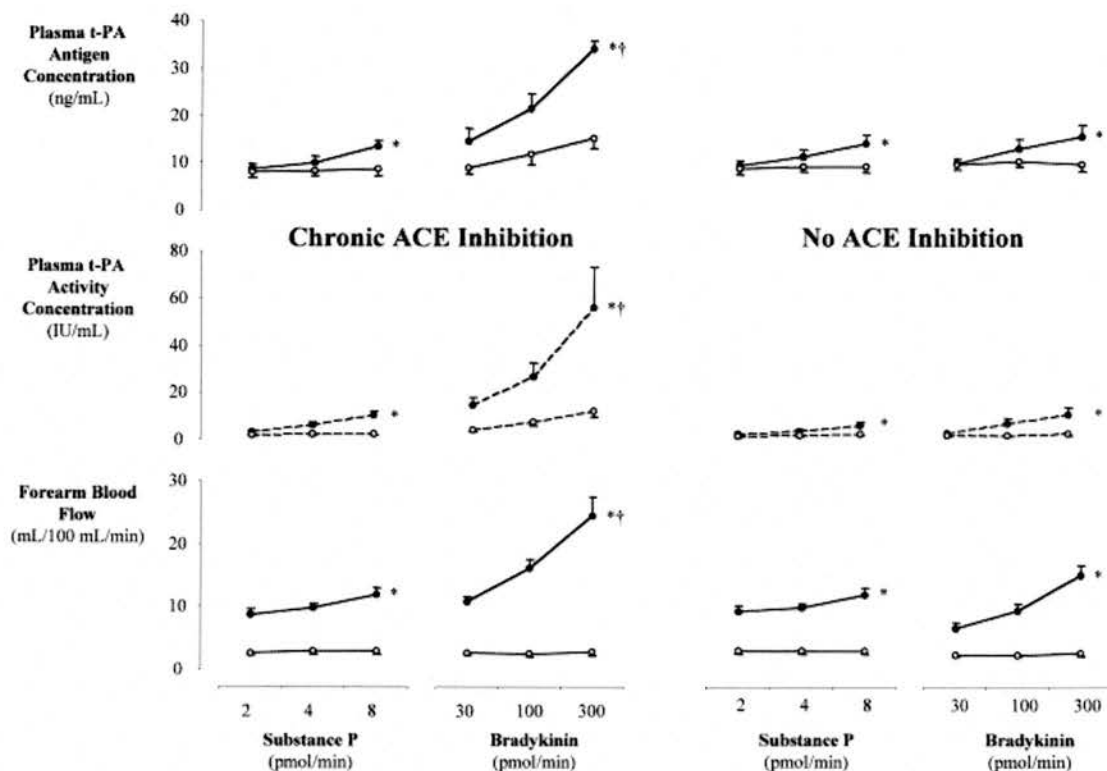 Plasma t-PA
Antigen
Concentration
(ng/mL)
40
30
20
10
0
*
*†
*
*
Chronic ACE Inhibition
No ACE Inhibition
Plasma t-PA
Activity
Concentration
(IU/mL)
80
60
40
20
0
*
*†
*
*
Forearm Blood
Flow
(mL/100 mL/min)
30
20
10
0
*
*†
*
*
2 4 8 30 100 300 2 4 8 30 100 300
Substance P Bradykinin Substance P Bradykinin
(pmol/min) (pmol/min) (pmol/min) (pmol/min)